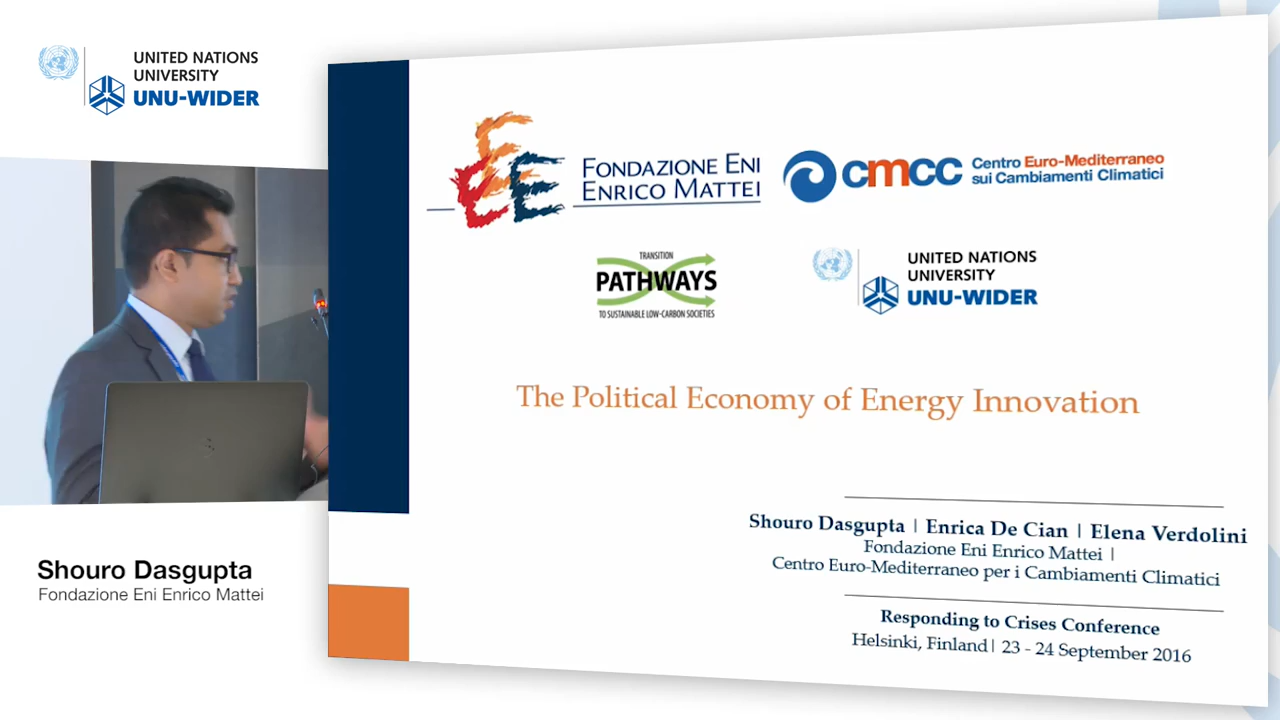 UNITED NATIONS
UNIVERSITY
UNU-WIDER
Shouro Dasgupta
Fondazione Eni Enrico Mattei
FONDAZIONE ENI
ENRICO MATTEI
cmcc
Centro Euro-Mediterraneo
sui Cambiamenti Climatici
TRANSITION
PATHWAYS
TO SUSTAINABLE LOW-CARBON SOCIETIES
UNITED NATIONS
UNIVERSITY
UNU-WIDER
The Political Economy of Energy Innovation
Shouro Dasgupta | Enrica De Cian | Elena Verdolini
Fondazione Eni Enrico Mattei |
Centro Euro-Mediterraneo per i Cambiamenti Climatici
Responding to Crises Conference
Helsinki, Finland| 23 - 24 September 2016